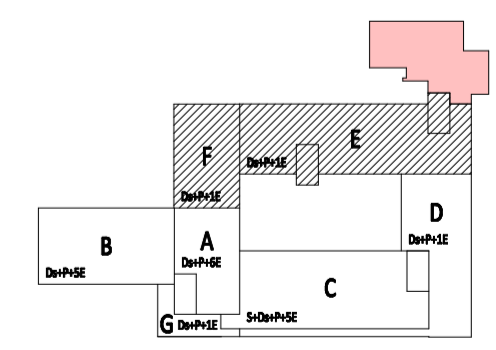 E
F
Ds+P+1E
Ds+P+1E
D
Ds+P+1E
B
Ds+P+5E
A
Ds+P+6E
C
S+Ds+P+5E
G Ds+P+1E